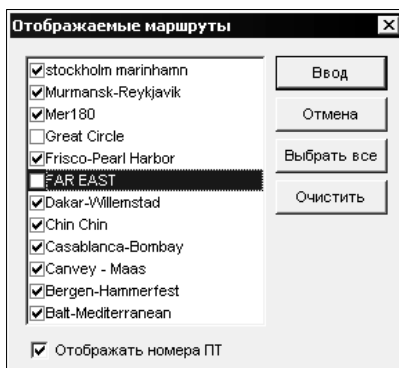 Отображаемые маршруты
stockholm marinhamn
Murmansk-Reykjavik
Mer180
Great Circle
Frisco-Pearl Harbor
FAR EAST
Dakar-Willemstad
Chin Chin
Casablanca-Bombay
Canvey - Maas
Bergen-Hammerfest
Balt-Mediterranean
Ввод
Отмена
Выбрать все
Очистить
Отображать номера ПТ